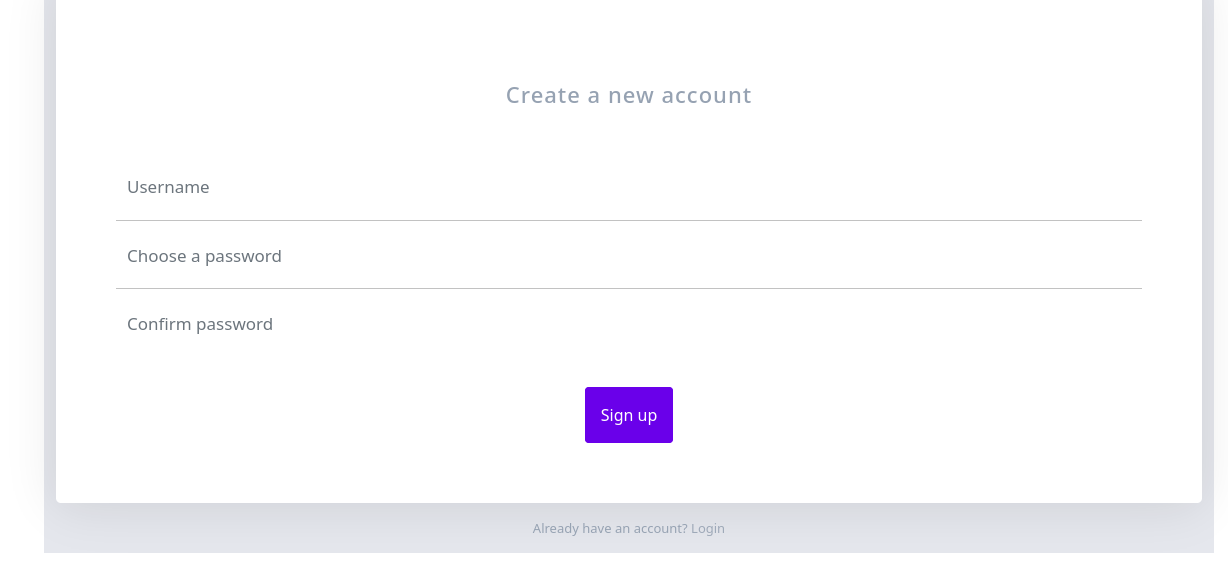 Create a new account
Username
Choose a password
Confirm password
Sign up
Already have an account? Login